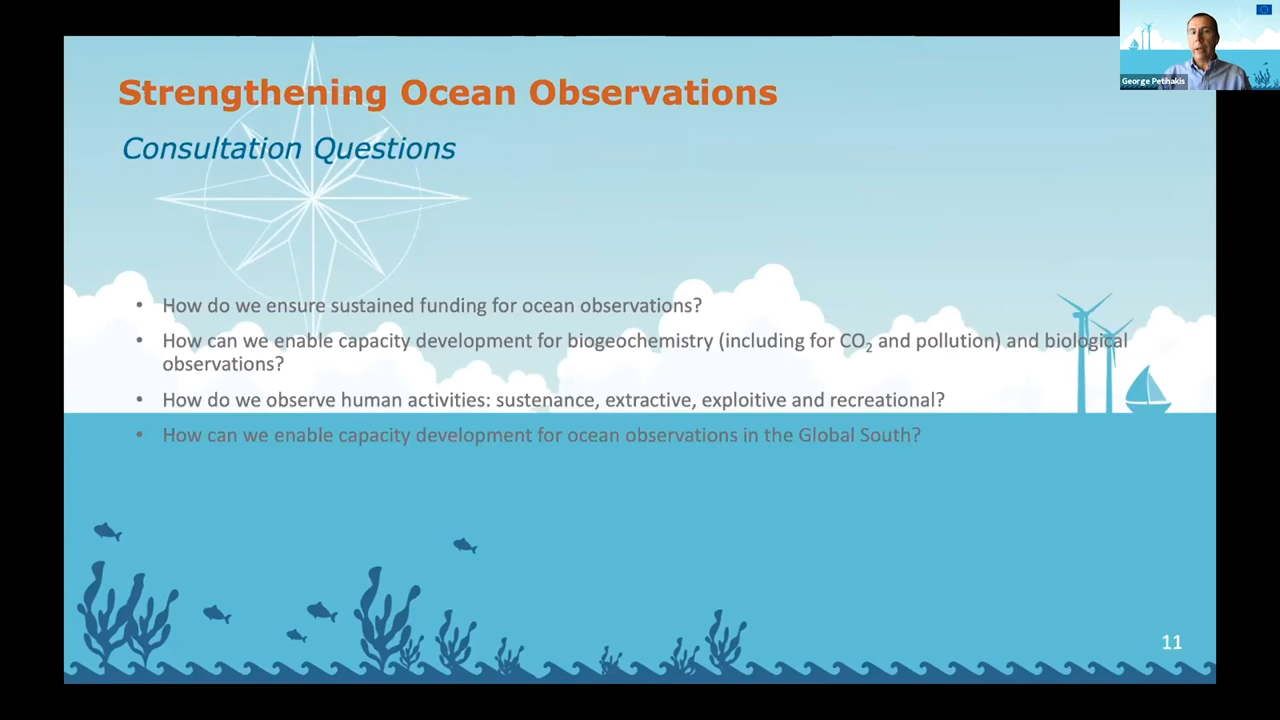 Strengthening Ocean Observations
Consultation Questions
• How do we ensure sustained funding for ocean observations?
• How can we enable capacity development for biogeochemistry (including for CO₂ and pollution) and biological
observations?
• How do we observe human activities: sustenance, extractive, exploitive and recreational?
• How can we enable capacity development for ocean observations in the Global South?
11
George Petihakis